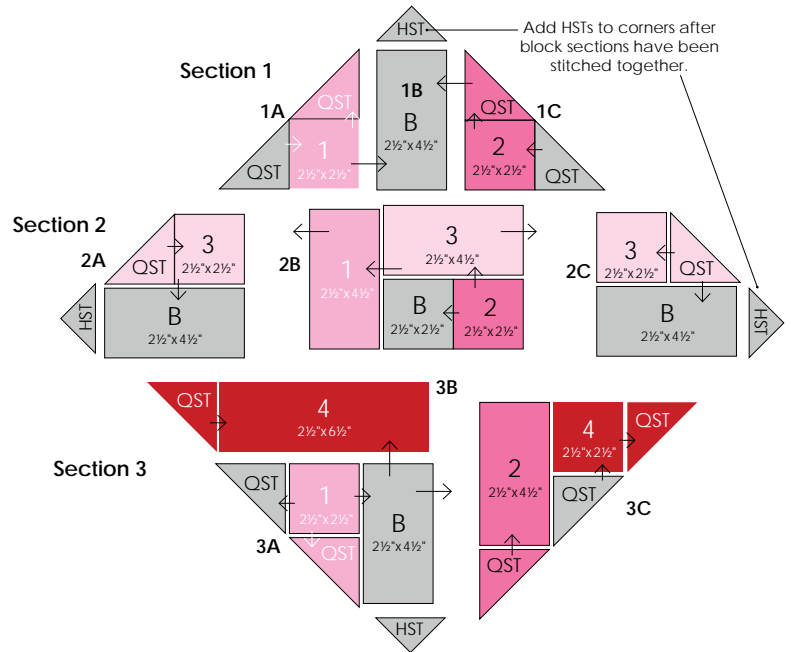 HST
Add HSTs to corners after
block sections have been
stitched together.
Section 1
1A
QST
QST
1
2½"x2½"
1B
B
2½"x4½"
1C
QST
2
2½"x2½"
QST
Section 2
2A
QST
3
2½"x2½"
HST
B
2½"x4½"
2B
1
2½"x4½"
3
2½"x4½"
B
2½"x2½"
2
2½"x2½"
2C
3
2½"x2½"
QST
B
2½"x4½"
HST
Section 3
QST
4
2½"x6½"
3B
QST
1
2½"x2½"
3A
QST
B
2½"x4½"
HST
2
2½"x4½"
QST
4
2½"x2½"
QST
QST
3C